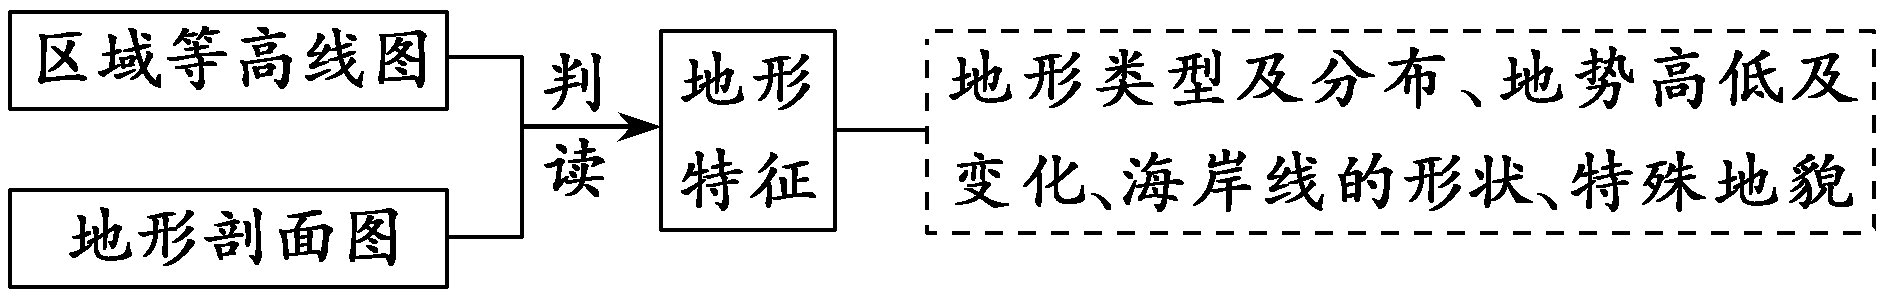 区域等高线图
地形剖面图
判
读
地形
特征
地形类型及分布、地势高低及
变化、海岸线的形状、特殊地貌